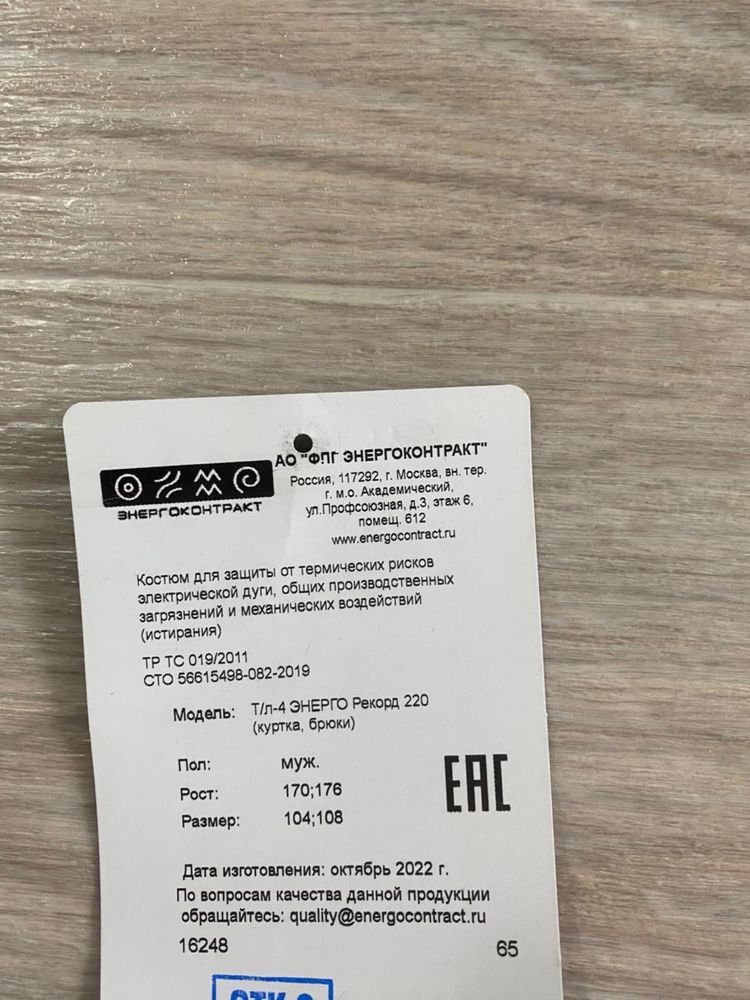 АО "ФПГ ЭНЕРГОКОНТРАКТ"
ЭНЕРГОКОНТРАКТ
Россия, 117292, г. Москва, вн. тер.
г. м.о. Академический,
ул.Профсоюзная, д.3, этаж 6,
помещ. 612
www.energocontract.ru
Костюм для защиты от термических рисков
электрической дуги, общих производственных
загрязнений и механических воздействий
(истирания)
ТР ТС 019/2011
СТО 56615498-082-2019
Модель: Т/л-4 ЭНЕРГО Рекорд 220
(куртка, брюки)
Пол: муж.
Рост: 170;176
Размер: 104;108
ЕАС
Дата изготовления: октябрь 2022 г.
По вопросам качества данной продукции
обращайтесь: quality@energocontract.ru
16248 65